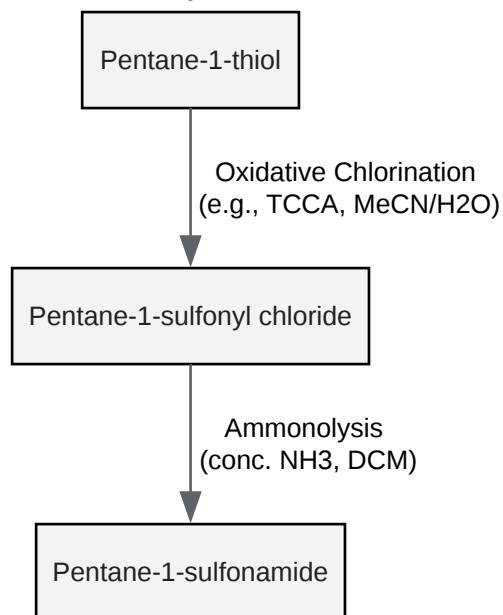 Pentane-1-thiol
Oxidative Chlorination
(e.g., TCCA, MeCN/H2O)
Pentane-1-sulfonyl chloride
Ammonolysis
(conc. NH3, DCM)
Pentane-1-sulfonamide